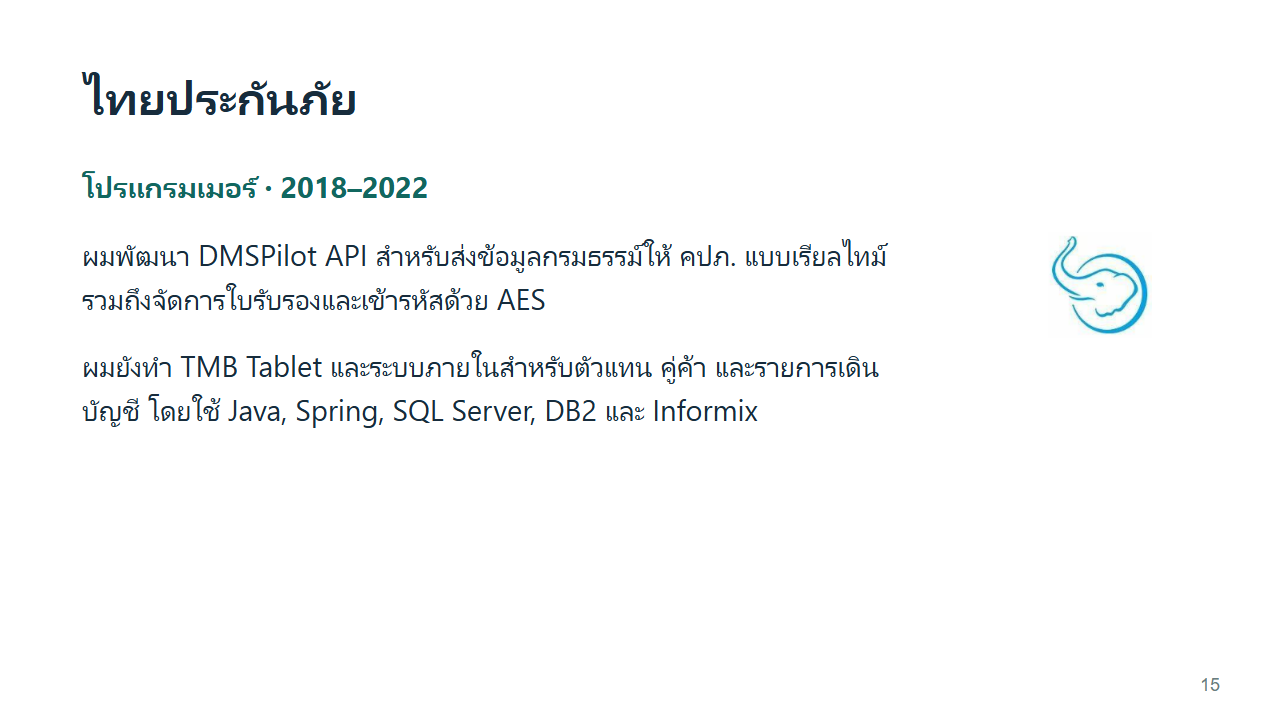 ไทยประกันภัย
โปรแกรมเมอร์ · 2018–2022
ผมพัฒนา DMSPilot API สำหรับส่งข้อมูลกรมธรรม์ให้ คปภ. แบบเรียลไทม์
รวมถึงจัดการใบรับรองและเข้ารหัสด้วย AES
ผมยังทำ TMB Tablet และระบบภายในสำหรับตัวแทน คู่ค้า และรายการเดิน
บัญชี โดยใช้ Java, Spring, SQL Server, DB2 และ Informix
15